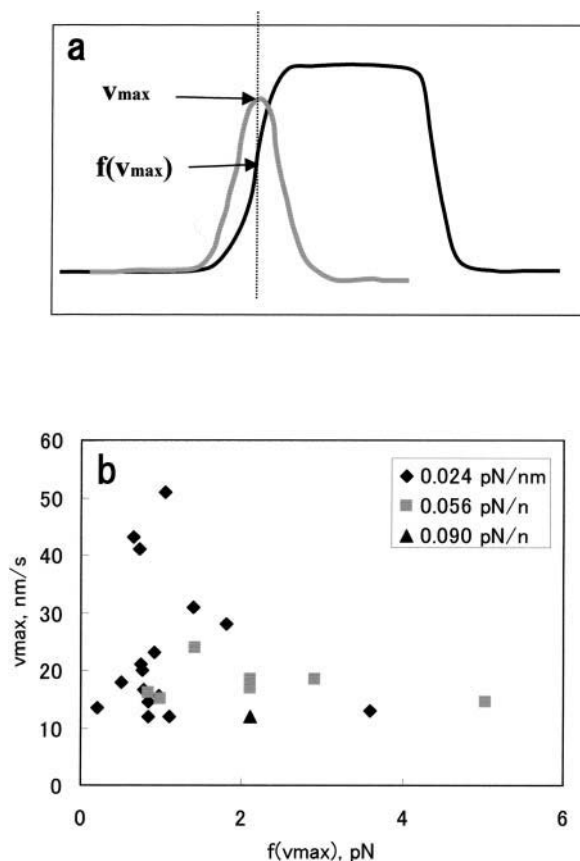 a
vmax
f(vmax)
b
60
50
40
30
20
10
0
vmax, nm/s
0.024 pN/nm
0.056 pN/n
0.090 pN/n
0
2
4
6
f(vmax), pN